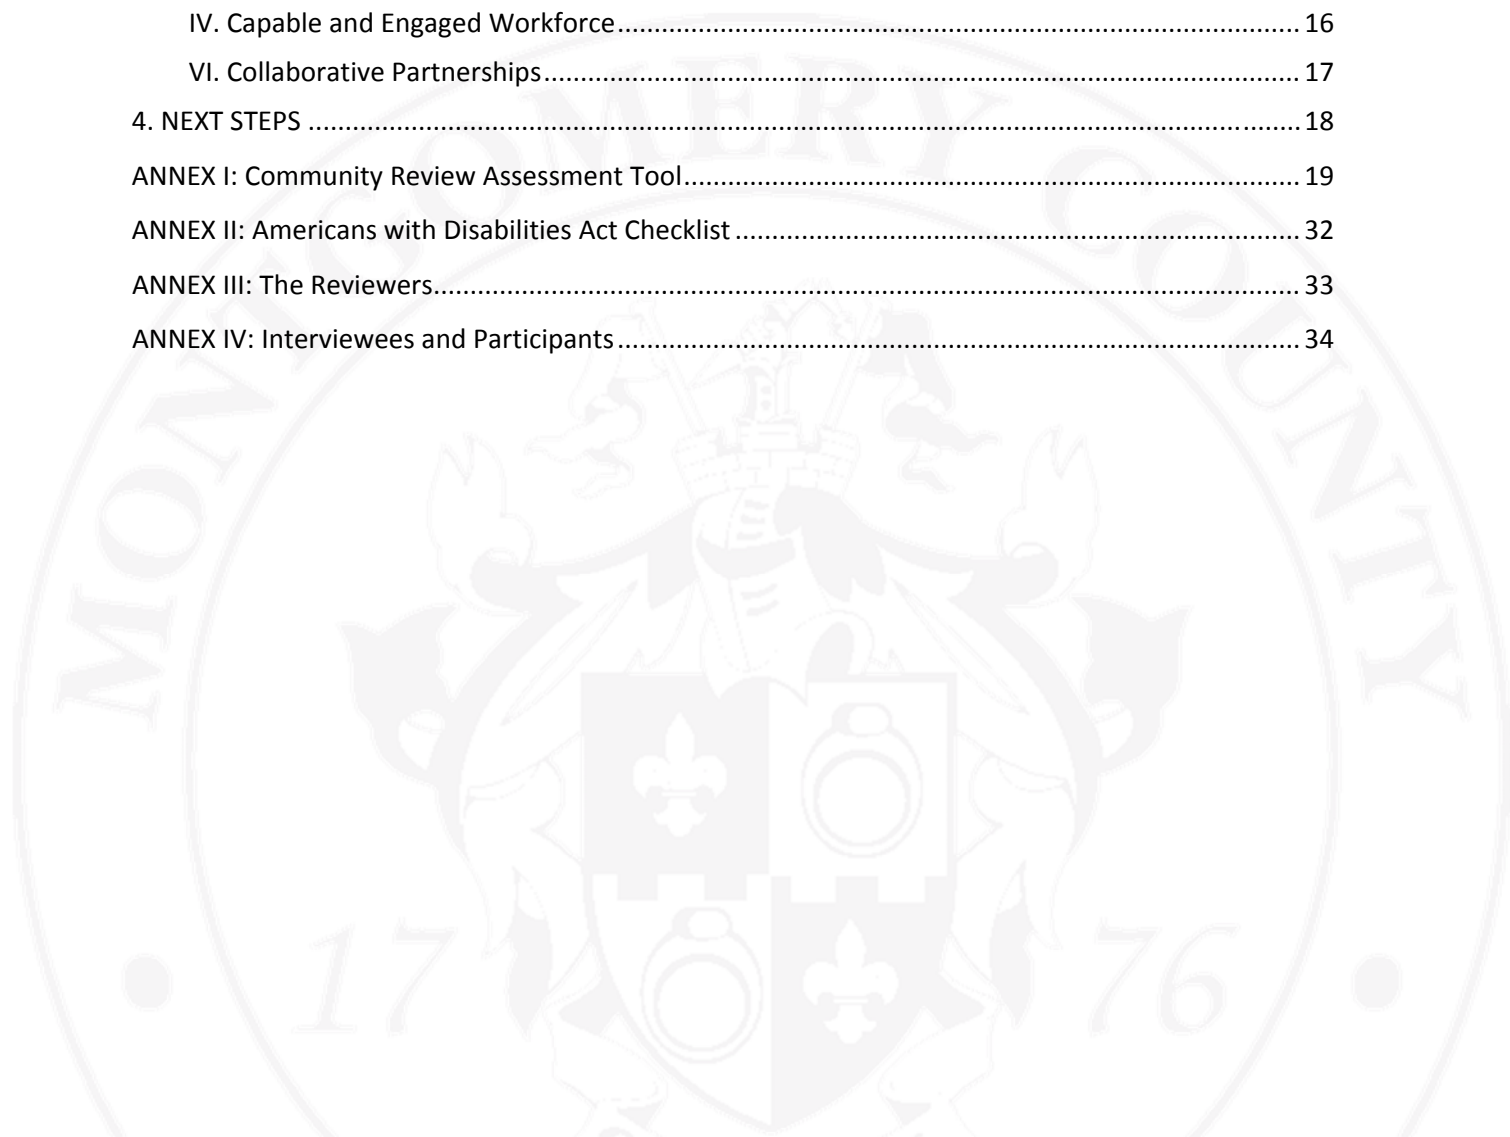 IV. Capable and Engaged Workforce........................................................................................................ 16
VI. Collaborative Partnerships................................................................................................................... 17
4. NEXT STEPS ................................................................................................................................................... 18
ANNEX I: Community Review Assessment Tool............................................................................................ 19
ANNEX II: Americans with Disabilities Act Checklist .................................................................................... 32
ANNEX III: The Reviewers................................................................................................................................ 33
ANNEX IV: Interviewees and Participants ..................................................................................................... 34
MONTGOMERY COUNTY
17 76